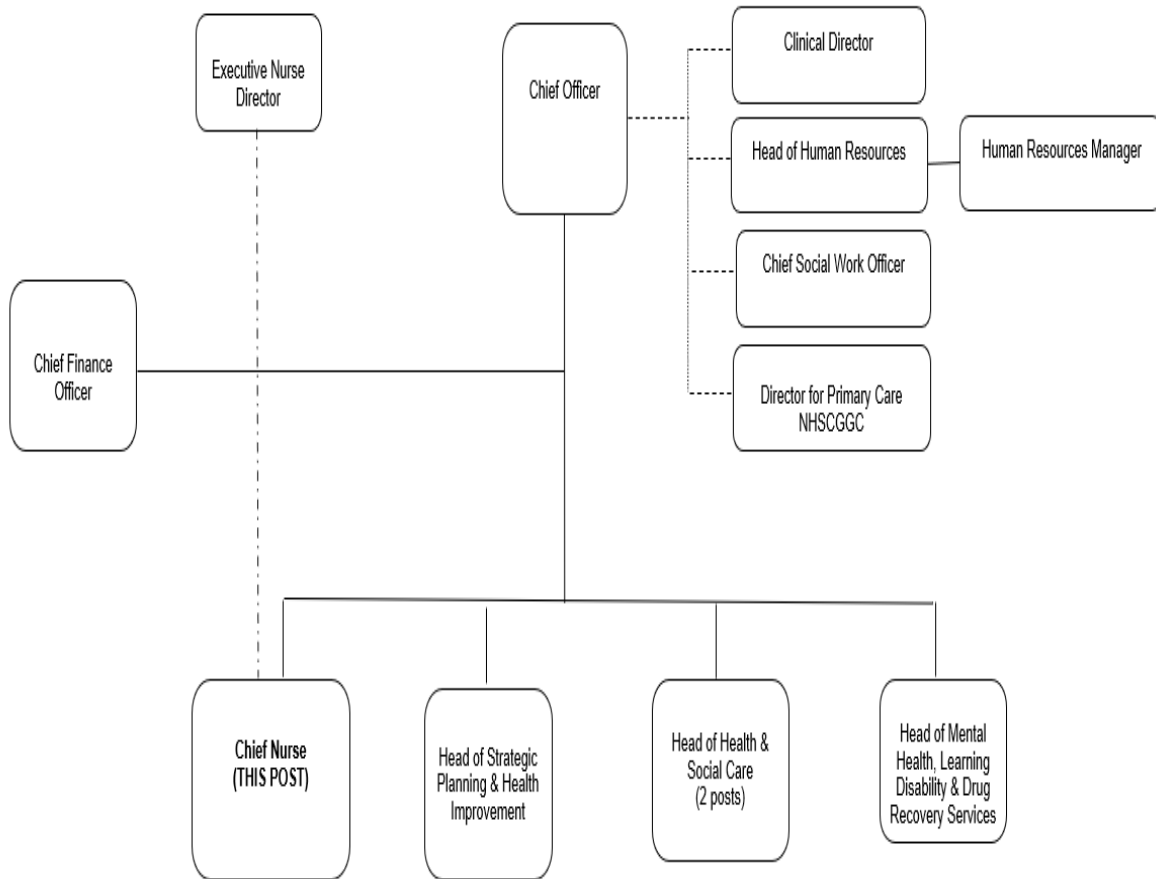 Executive Nurse
Director
Chief Officer
Clinical Director
Head of Human Resources
Human Resources Manager
Chief Social Work Officer
Director for Primary Care
NHSCGGC
Chief Finance
Officer
Chief Nurse
(THIS POST)
Head of Strategic
Planning & Health
Improvement
Head of Health &
Social Care
(2 posts)
Head of Mental
Health, Learning
Disability & Drug
Recovery Services